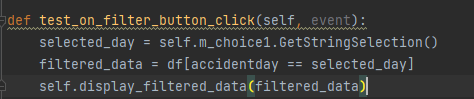 def test_on_filter_button_click(self, event):
    selected_day = self.m_choice1.GetStringSelection()
    filtered_data = df[accidentday == selected_day]
    self.display_filtered_data(filtered_data)